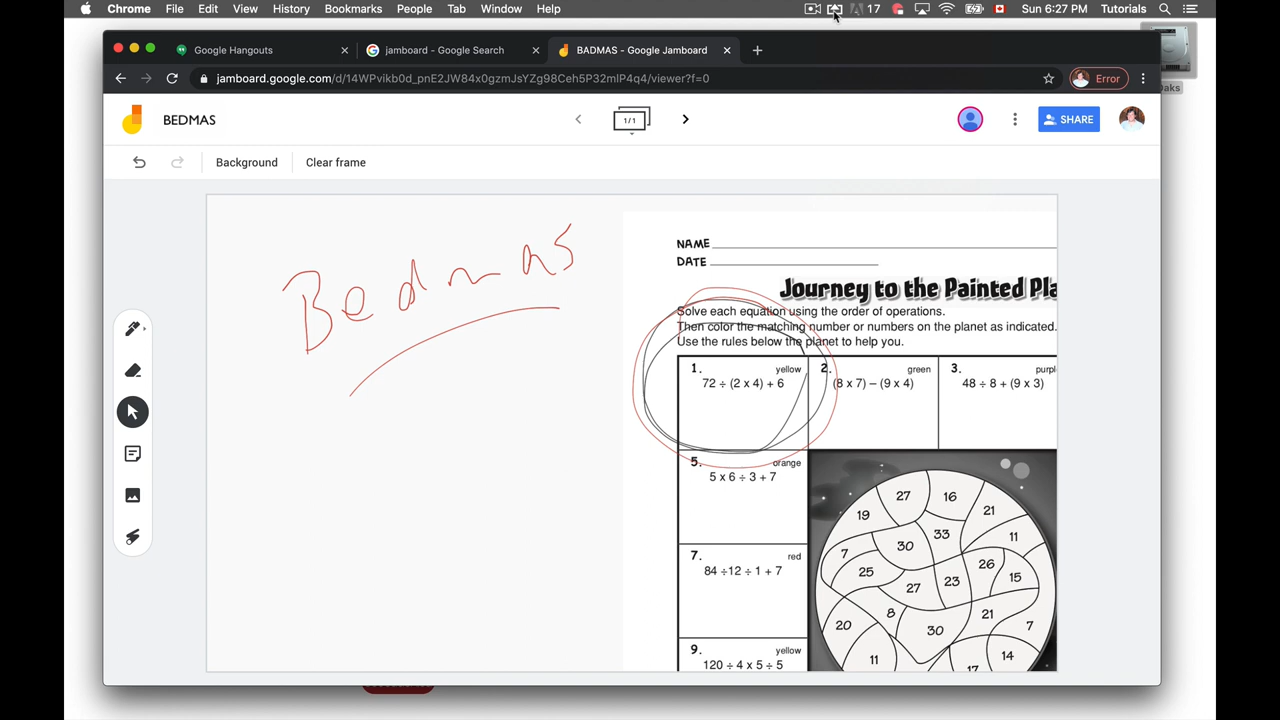 Chrome File Edit View History Bookmarks People Tab Window Help 17 Sun 6:27 PM Tutorials
Google Hangouts jamboard - Google Search BADMAS - Google Jamboard
jamboard.google.com/d/14WPvikb0d_pnE2JW84x0gzmJsYZg98Ceh5P32mlP4q4/viewer?f=0 Error
BEDMAS 1/1 SHARE
Background Clear frame
Bedmas
NAME
DATE
Journey to the Painted Pla
Solve each equation using the order of operations.
Then color the matching number or numbers on the planet as indicated.
Use the rules below the planet to help you.
1. yellow 2. green 3. purpl
72 ÷ (2 x 4) + 6 (8 x 7) – (9 x 4) 48 ÷ 8 + (9 x 3)
5. orange
5 x 6 ÷ 3 + 7
7. red
84 ÷12 ÷ 1 + 7
9. yellow
120 ÷ 4 x 5 ÷ 5
27 16
19 21
33 11
7 30
25 26 15
27 23
8 21
20 30 7
11 17 14